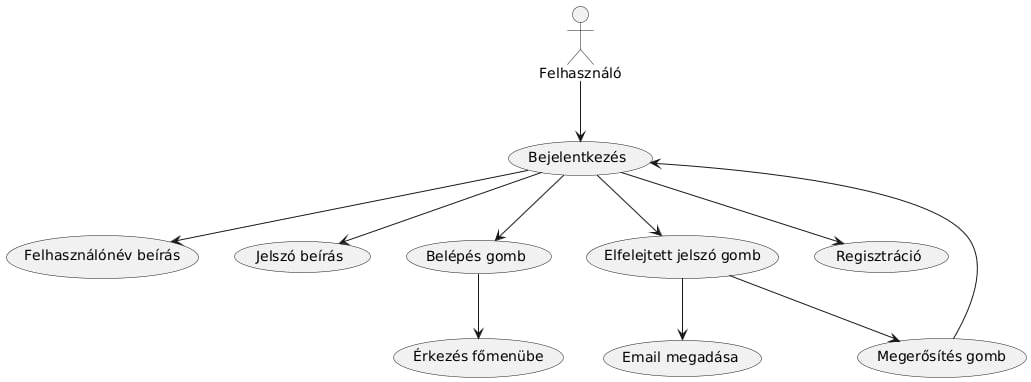 Felhasználó
Bejelentkezés
Felhasználónév beírás
Jelszó beírás
Belépés gomb
Elfelejtett jelszó gomb
Regisztráció
Érkezés főmenübe
Email megadása
Megerősítés gomb